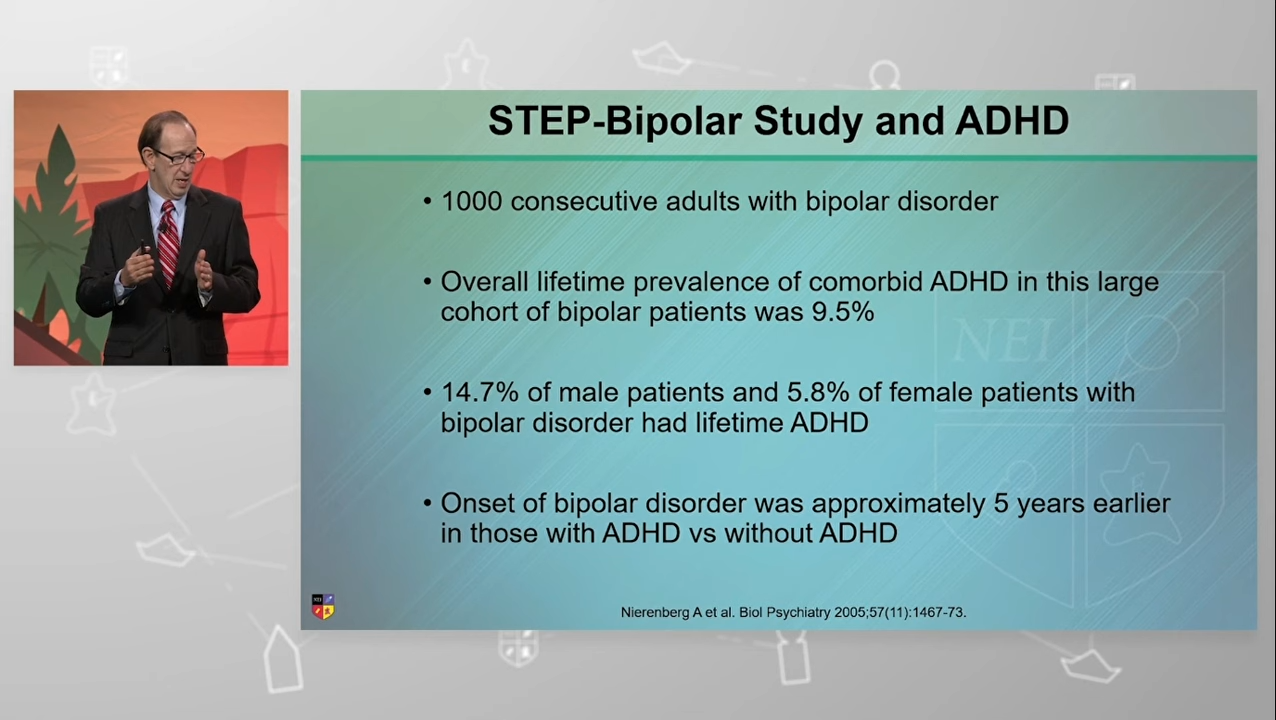 STEP-Bipolar Study and ADHD
• 1000 consecutive adults with bipolar disorder
• Overall lifetime prevalence of comorbid ADHD in this large
cohort of bipolar patients was 9.5%
• 14.7% of male patients and 5.8% of female patients with
bipolar disorder had lifetime ADHD
• Onset of bipolar disorder was approximately 5 years earlier
in those with ADHD vs without ADHD
NEI
NEI
Nierenberg A et al. Biol Psychiatry 2005;57(11):1467-73.